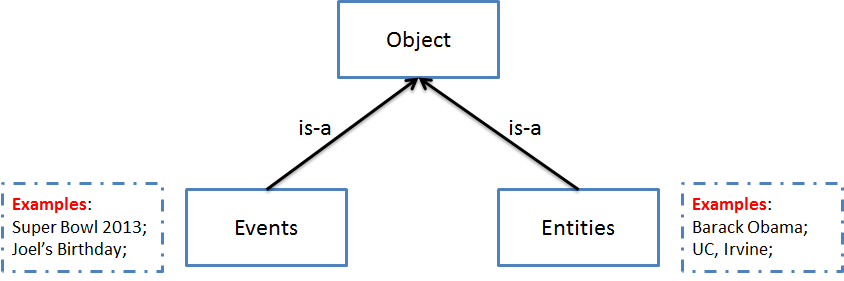 Object
is-a
is-a
Examples:
Super Bowl 2013;
Joel's Birthday;
Events
Entities
Examples:
Barack Obama;
UC, Irvine;